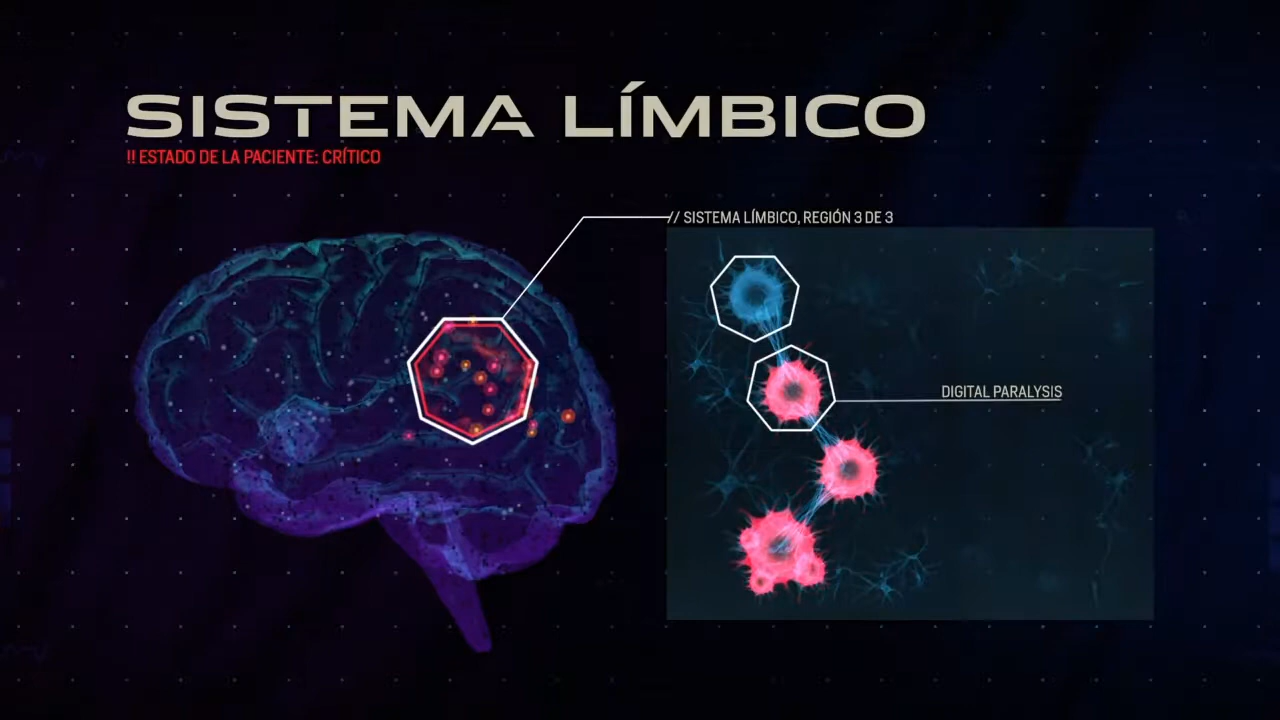 SISTEMA LÍMBICO
!! ESTADO DE LA PACIENTE: CRÍTICO
// SISTEMA LÍMBICO, REGIÓN 3 DE 3
DIGITAL PARALYSIS